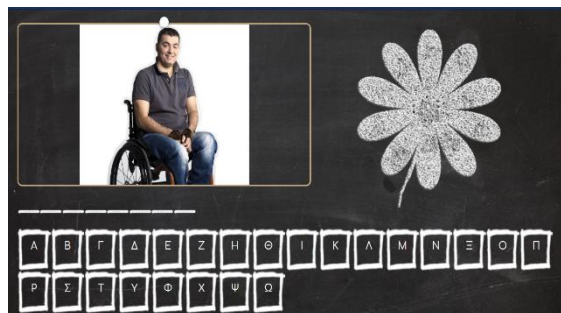 Α Β Γ Δ Ε Ζ Η Θ Ι Κ Λ Μ Ν Ξ Ο Π
Ρ Σ Τ Υ Φ Χ Ψ Ω